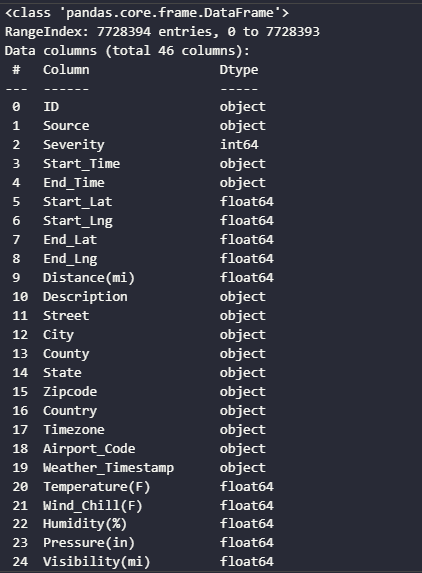 <class 'pandas.core.frame.DataFrame'>
RangeIndex: 7728394 entries, 0 to 7728393
Data columns (total 46 columns):
 #   Column                 Dtype
---  ------                 -----
 0   ID                     object
 1   Source                 object
 2   Severity               int64
 3   Start_Time             object
 4   End_Time               object
 5   Start_Lat              float64
 6   Start_Lng              float64
 7   End_Lat                float64
 8   End_Lng                float64
 9   Distance(mi)           float64
 10  Description            object
 11  Street                 object
 12  City                   object
 13  County                 object
 14  State                  object
 15  Zipcode                object
 16  Country                object
 17  Timezone               object
 18  Airport_Code           object
 19  Weather_Timestamp      object
 20  Temperature(F)         float64
 21  Wind_Chill(F)          float64
 22  Humidity(%)            float64
 23  Pressure(in)           float64
 24  Visibility(mi)         float64